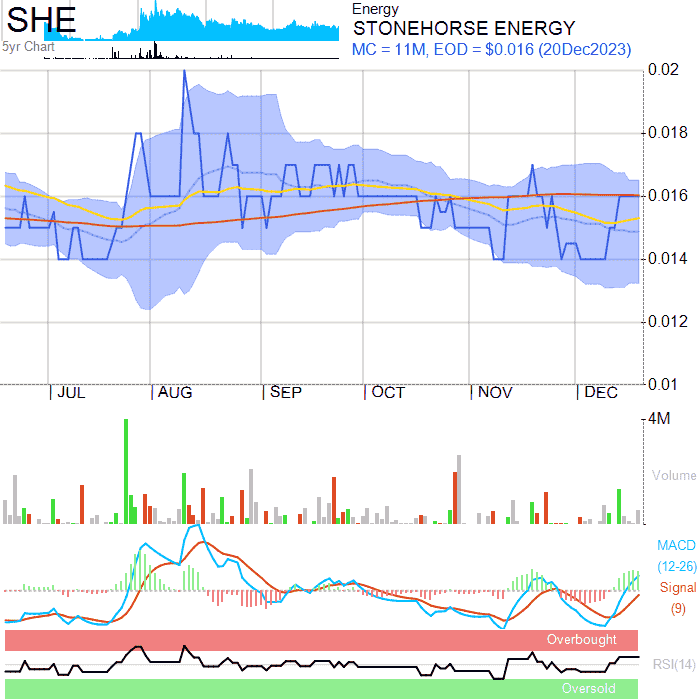 SHE
5yr Chart
Energy
STONEHORSE ENERGY
MC = 11M, EOD = $0.016 (20Dec2023)
0.02
0.018
0.016
0.014
0.012
0.01
JUL AUG SEP OCT NOV DEC
4M
Volume
MACD
(12-26)
Signal
(9)
Overbought
RSI(14)
Oversold